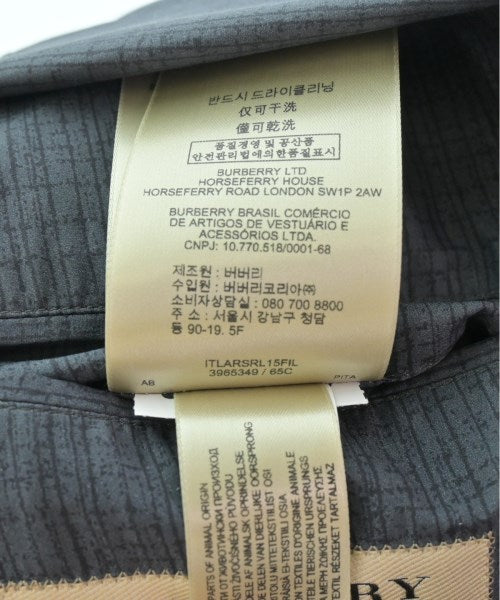 반드시 드라이클리닝
仅可干洗
僅可乾洗
품질경영 및 공산품
안전관리법에의한품질표시
BURBERRY LTD
HORSEFERRY HOUSE
HORSEFERRY ROAD LONDON SW1P 2AW
BURBERRY BRASIL COMÉRCIO
DE ARTIGOS DE VESTUÁRIO E
ACESSÓRIOS LTDA.
CNPJ: 10.770.518/0001-68
제조원 : 버버리
수입원 : 버버리코리아(주)
소비자상담실 : 080 700 8800
주소 : 서울시 강남구 청담
동 90-19. 5F
ITLARSRL15FIL
3965349 / 65C
AB
PITA
PARTS OF ANIMAL ORIGIN